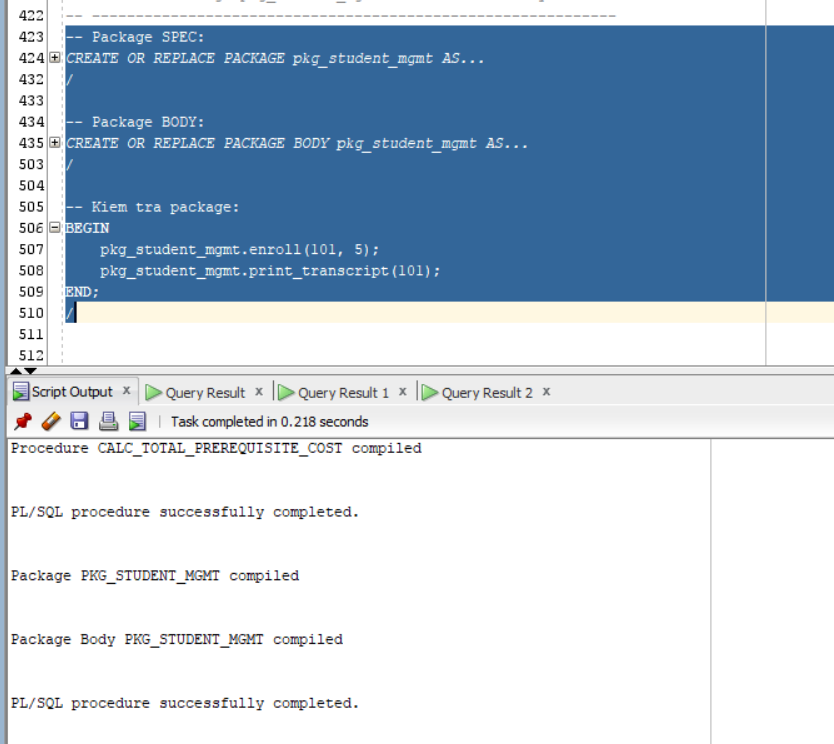 422 -- -------------------------------------------------------------
423 -- Package SPEC:
424 CREATE OR REPLACE PACKAGE pkg_student_mgmt AS...
432 /
433
434 -- Package BODY:
435 CREATE OR REPLACE PACKAGE BODY pkg_student_mgmt AS...
503 /
504
505 -- Kiem tra package:
506 BEGIN
507 pkg_student_mgmt.enroll(101, 5);
508 pkg_student_mgmt.print_transcript(101);
509 END;
510 /
511
512
Script Output x Query Result x Query Result 1 x Query Result 2 x
Task completed in 0.218 seconds
Procedure CALC_TOTAL_PREREQUISITE_COST compiled
PL/SQL procedure successfully completed.
Package PKG_STUDENT_MGMT compiled
Package Body PKG_STUDENT_MGMT compiled
PL/SQL procedure successfully completed.